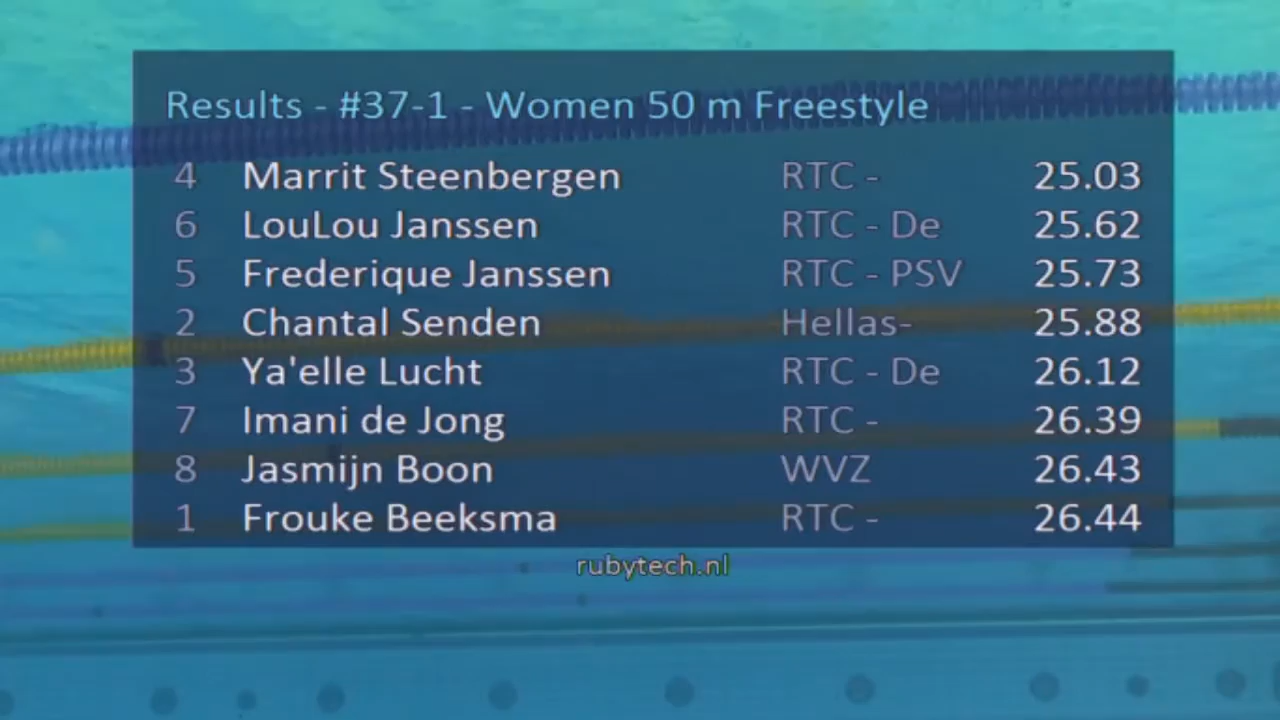 Results - #37-1 - Women 50 m Freestyle
4 Marrit Steenbergen RTC - 25.03
6 LouLou Janssen RTC - De 25.62
5 Frederique Janssen RTC - PSV 25.73
2 Chantal Senden Hellas- 25.88
3 Ya'elle Lucht RTC - De 26.12
7 Imani de Jong RTC - 26.39
8 Jasmijn Boon WVZ 26.43
1 Frouke Beeksma RTC - 26.44
rubytech.nl